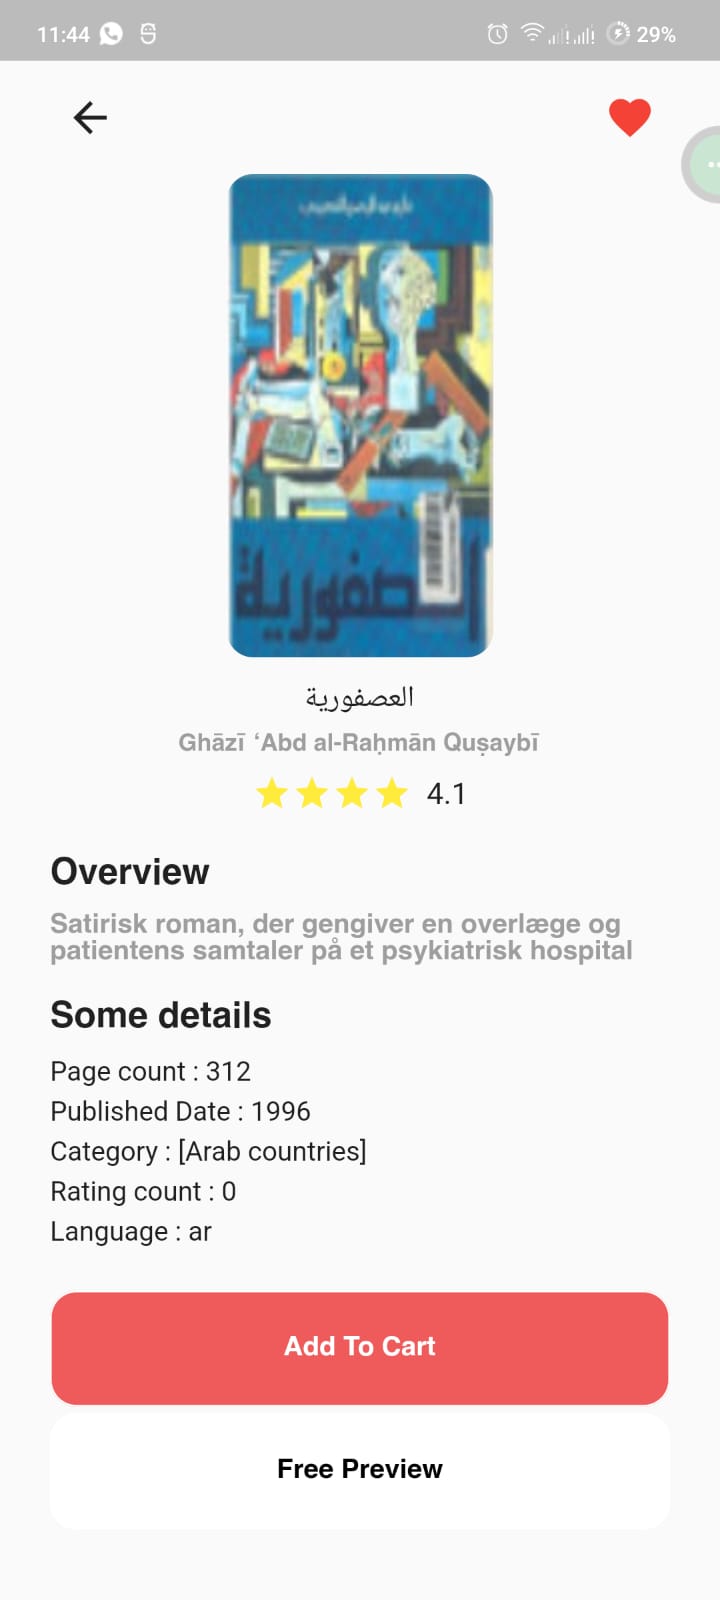 11:44
29%
العصفورية
Ghāzī ʻAbd al-Raḥmān Quṣaybī
4.1
Overview
Satirisk roman, der gengiver en overlæge og
patientens samtaler på et psykiatrisk hospital
Some details
Page count : 312
Published Date : 1996
Category : [Arab countries]
Rating count : 0
Language : ar
Add To Cart
Free Preview